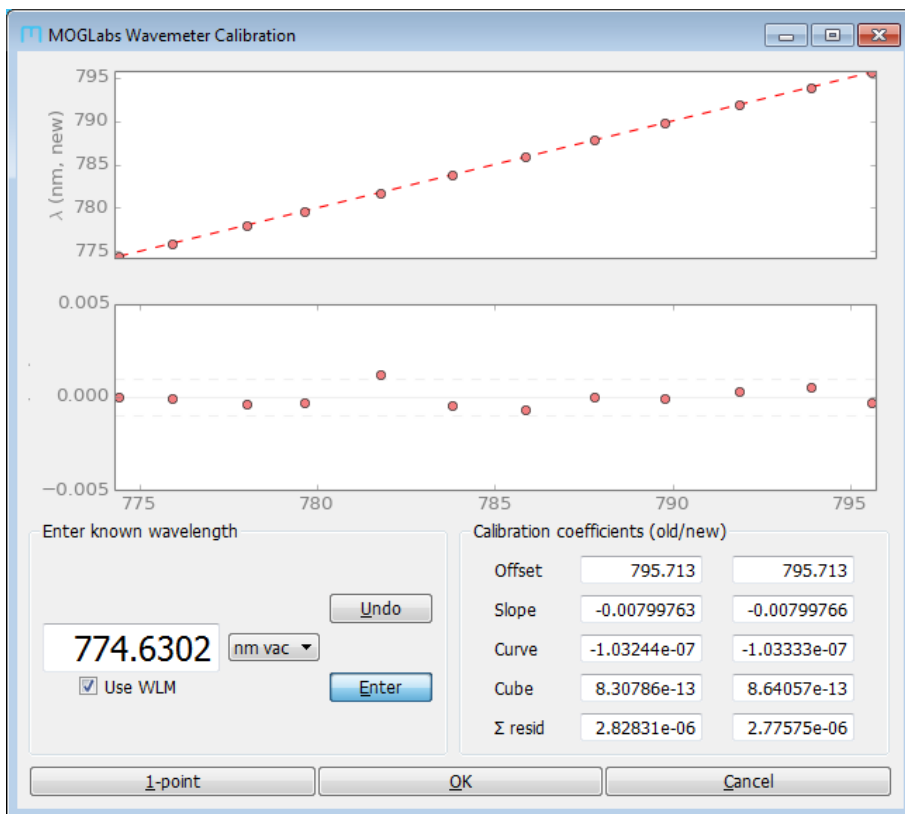 MOGLabs Wavemeter Calibration
795
790
785
780
775
λ (nm, new)
0.005
0.000
−0.005
775 780 785 790 795
Enter known wavelength
Undo
774.6302 nm vac
Use WLM
Enter
Calibration coefficients (old/new)
Offset 795.713 795.713
Slope -0.00799763 -0.00799766
Curve -1.03244e-07 -1.03333e-07
Cube 8.30786e-13 8.64057e-13
Σ resid 2.82831e-06 2.77575e-06
1-point OK Cancel